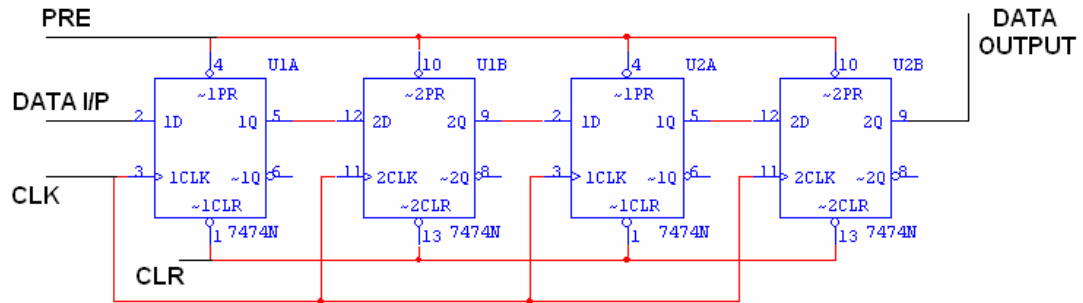 PRE
DATA OUTPUT
4 U1A
10 U1B
4 U2A
10 U2B
~1PR
~2PR
~1PR
~2PR
DATA I/P
2 1D 1Q 5
12 2D 2Q 9
2 1D 1Q 5
12 2D 2Q 9
CLK
3 1CLK ~1Q 6
11 2CLK ~2Q 8
3 1CLK ~1Q 6
11 2CLK ~2Q 8
~1CLR
~2CLR
~1CLR
~2CLR
1 7474N
13 7474N
1 7474N
13 7474N
CLR